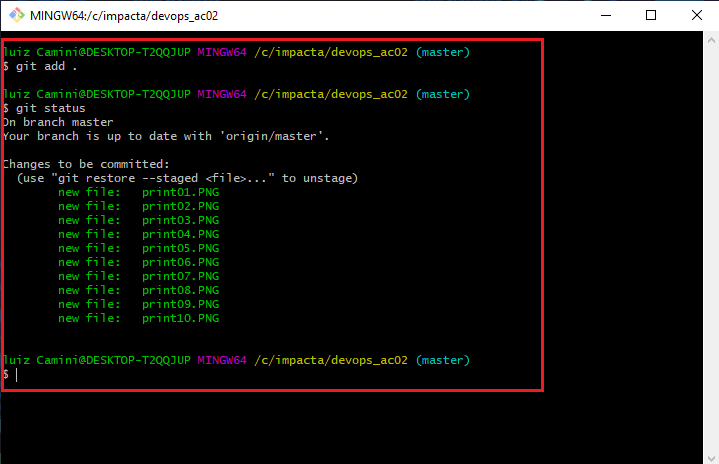 MINGW64:/c/impacta/devops_ac02
luiz Camini@DESKTOP-T2QQJUP MINGW64 /c/impacta/devops_ac02 (master)
$ git add .
luiz Camini@DESKTOP-T2QQJUP MINGW64 /c/impacta/devops_ac02 (master)
$ git status
On branch master
Your branch is up to date with 'origin/master'.
Changes to be committed:
(use "git restore --staged <file>..." to unstage)
new file: print01.PNG
new file: print02.PNG
new file: print03.PNG
new file: print04.PNG
new file: print05.PNG
new file: print06.PNG
new file: print07.PNG
new file: print08.PNG
new file: print09.PNG
new file: print10.PNG
luiz Camini@DESKTOP-T2QQJUP MINGW64 /c/impacta/devops_ac02 (master)
$